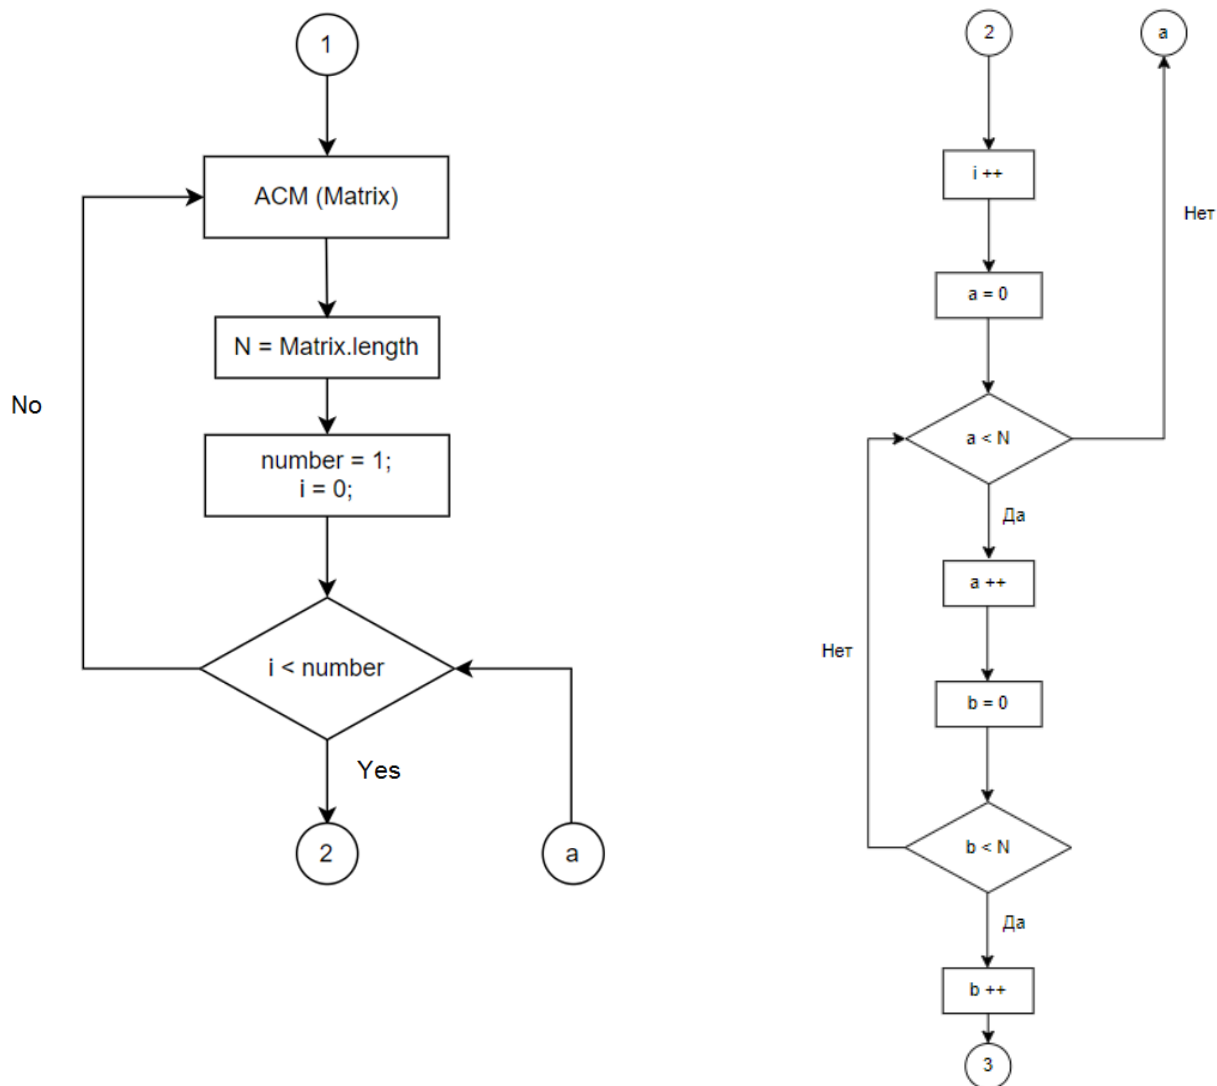 1
ACM (Matrix)
N = Matrix.length
No
number = 1;
i = 0;
i < number
Yes
2
a
2
a
i ++
Нет
a = 0
a < N
Да
a ++
Нет
b = 0
b < N
Да
b ++
3